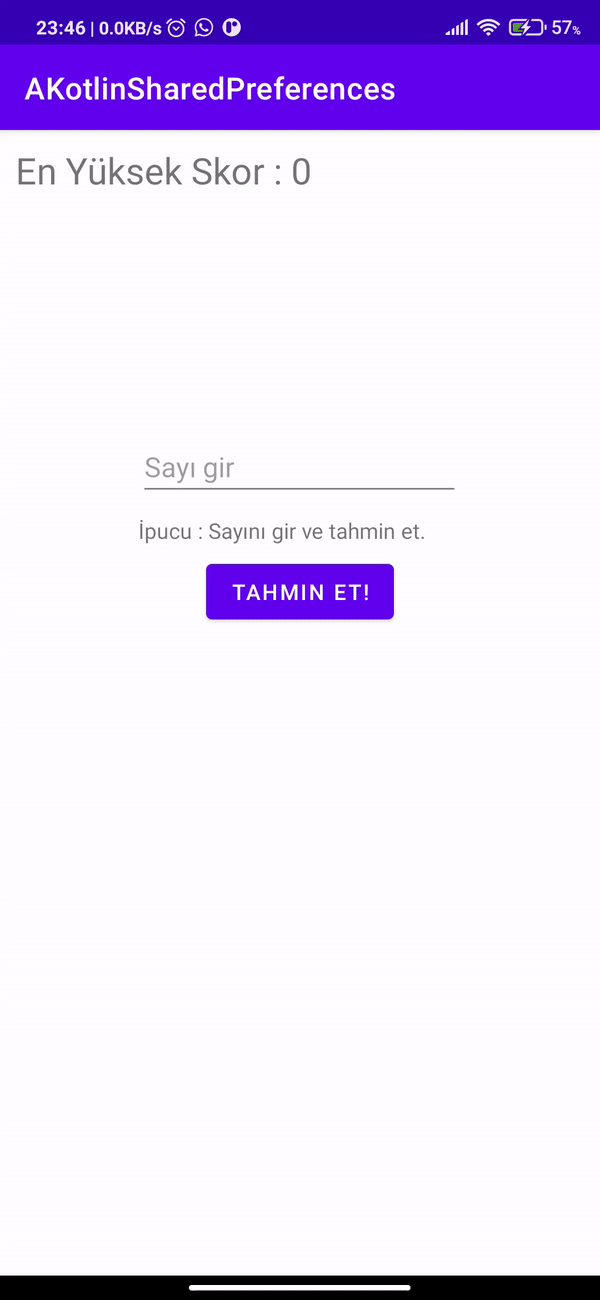 23:46 | 0.0KB/s 57%
AKotlinSharedPreferences
En Yüksek Skor : 0
Sayı gir
İpucu : Sayını gir ve tahmin et.
TAHMIN ET!